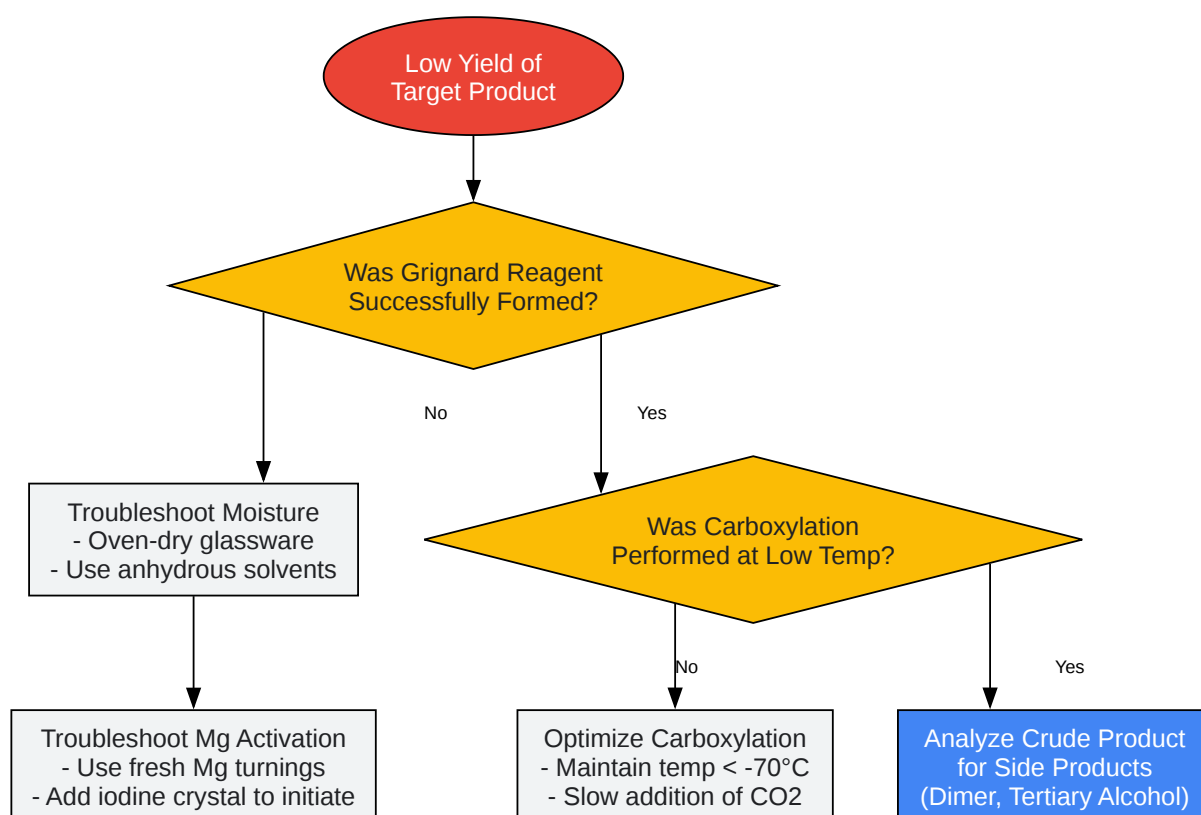 Low Yield of
Target Product
Was Grignard Reagent
Successfully Formed?
No
Yes
Troubleshoot Moisture
- Oven-dry glassware
- Use anhydrous solvents
Was Carboxylation
Performed at Low Temp?
No
Yes
Troubleshoot Mg Activation
- Use fresh Mg turnings
- Add iodine crystal to initiate
Optimize Carboxylation
- Maintain temp < -70°C
- Slow addition of CO2
Analyze Crude Product
for Side Products
(Dimer, Tertiary Alcohol)